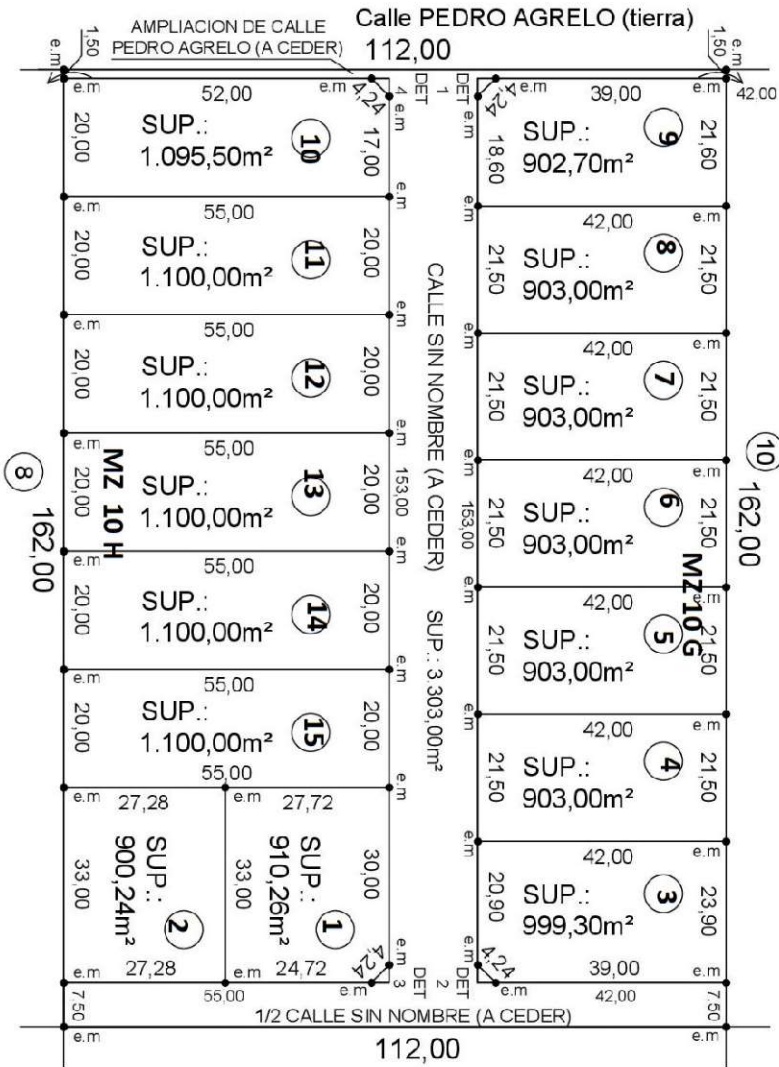 Calle PEDRO AGRELO (tierra)
AMPLIACION DE CALLE
PEDRO AGRELO (A CEDER)
112,00
e.m
1,50
1,50
e.m
e.m
52,00
e.m
4,24
4
DET
DET
1
4,24
e.m
39,00
e.m
42.00
20,00
SUP.:
1.095,50m²
10
17,00
e.m
e.m
18,60
SUP.:
902,70m²
9
21,60
e.m
55,00
e.m
20,00
SUP.:
1.100,00m²
11
20,00
e.m
42,00
e.m
21,50
SUP.:
903,00m²
8
21,50
e.m
55,00
e.m
20,00
SUP.:
1.100,00m²
12
20,00
e.m
42,00
e.m
21,50
SUP.:
903,00m²
7
21,50
e.m
55,00
20,00
MZ 10 H
SUP.:
1.100,00m²
13
20,00
153,00
e.m
CALLE SIN NOMBRE (A CEDER) SUP.: 3.303,00m²
153,00
e.m
42,00
e.m
21,50
SUP.:
903,00m²
6
21,50
10
162,00
8
162,00
e.m
55,00
20,00
SUP.:
1.100,00m²
14
20,00
e.m
e.m
42,00
e.m
21,50
SUP.:
903,00m²
5
MZ 10 G
21,50
e.m
55,00
20,00
SUP.:
1.100,00m²
15
20,00
55,00
e.m
e.m
42,00
e.m
21,50
SUP.:
903,00m²
4
21,50
e.m
27,28
e.m
27,72
33,00
SUP.:
900,24m²
2
33,00
SUP.:
910,26m²
1
30,00
e.m
e.m
42,00
e.m
20,90
SUP.:
999,30m²
3
23,90
e.m
e.m
27,28
e.m
24,72
e.m
4,24
3
DET
DET
2
4,24
e.m
39,00
e.m
7,50
55,00
42,00
7,50
1/2 CALLE SIN NOMBRE (A CEDER)
e.m
e.m
112,00